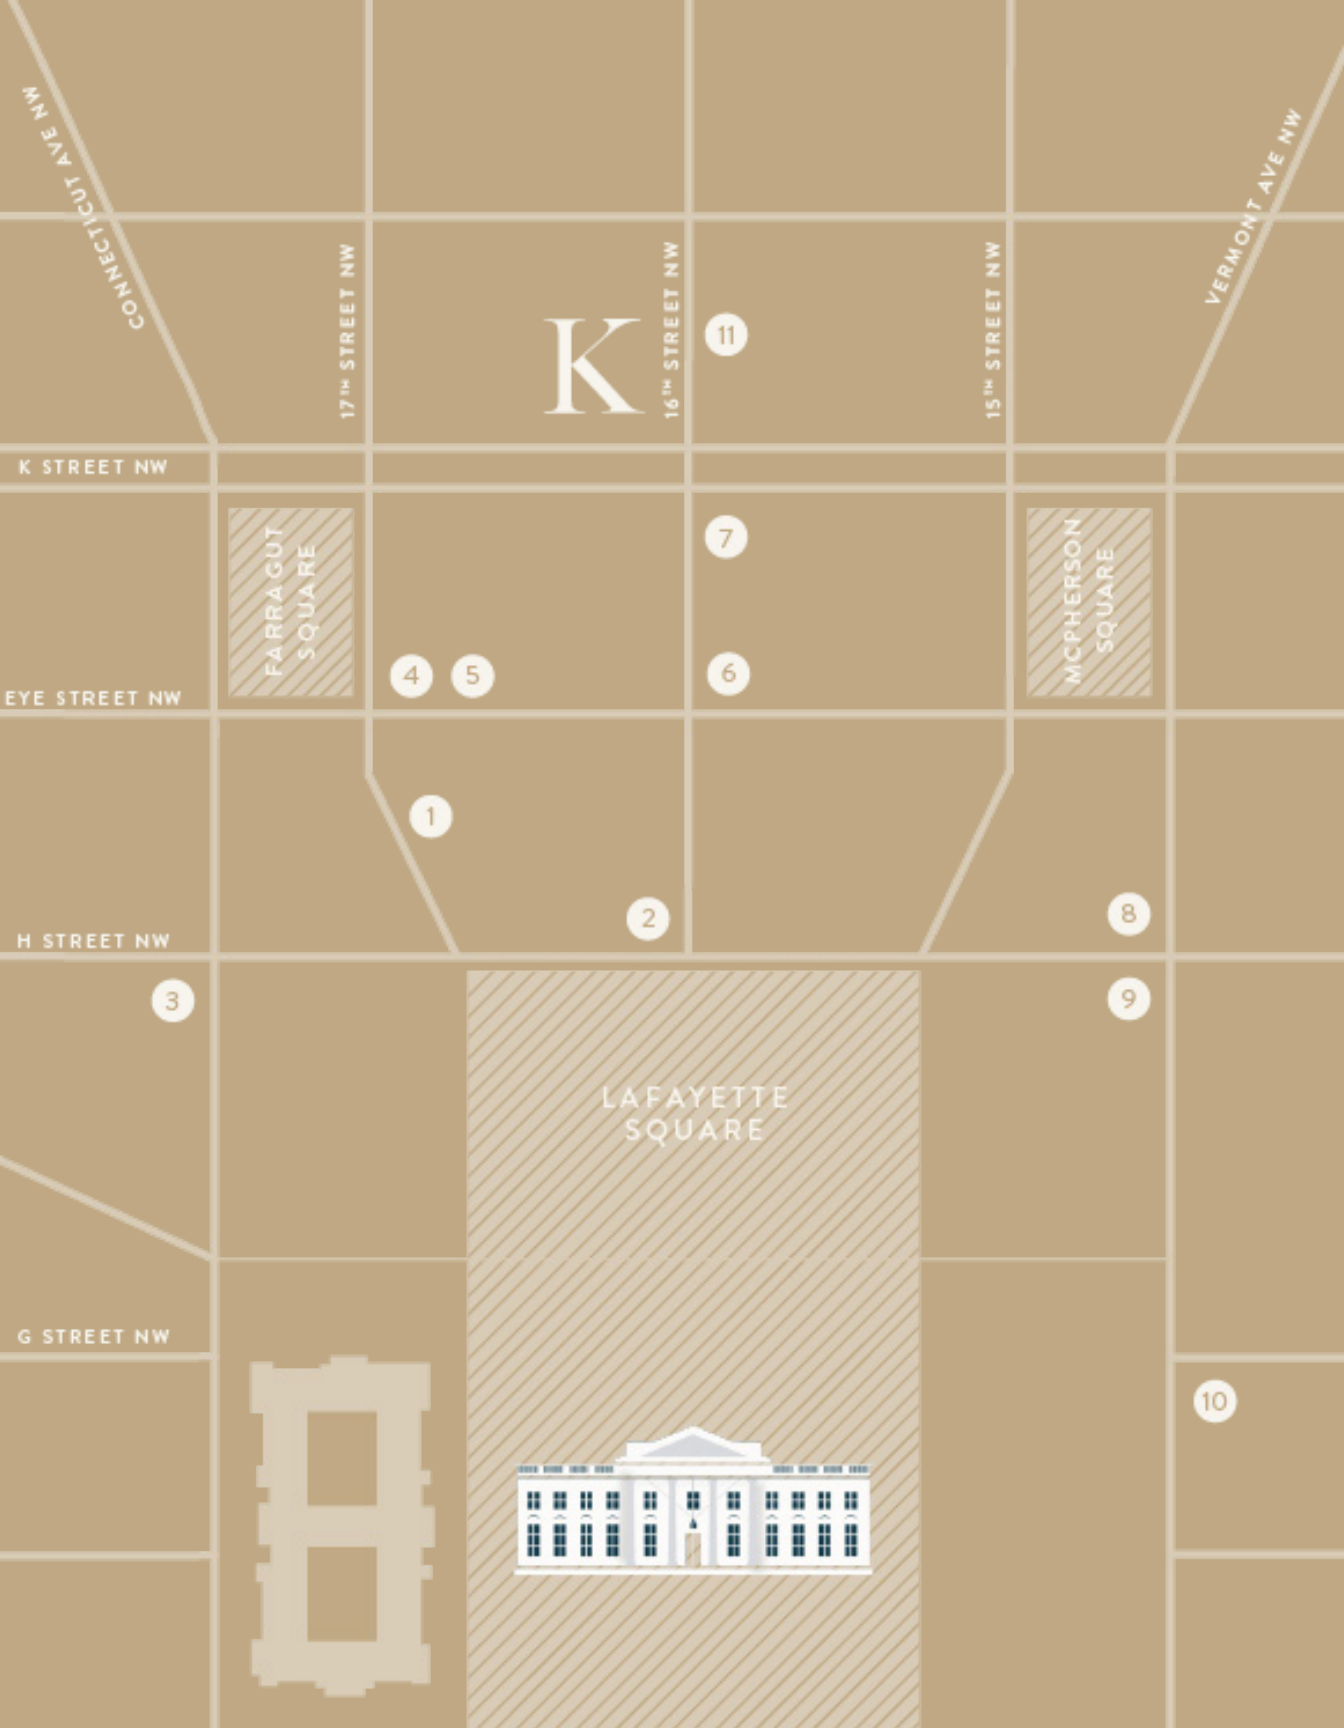 CONNECTICUT AVE NW
VERMONT AVE NW
17TH STREET NW
16TH STREET NW
15TH STREET NW
K
11
K STREET NW
FARRAGUT
SQUARE
7
MCPHERSON
SQUARE
4
5
6
EYE STREET NW
1
2
8
H STREET NW
3
9
LAFAYETTE
SQUARE
G STREET NW
10